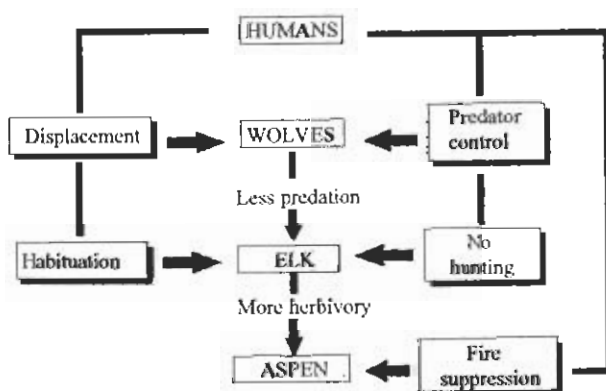 HUMANS
Displacement
WOLVES
Predator
control
Less predation
Habituation
ELK
No
hunting
More herbivory
ASPEN
Fire
suppression